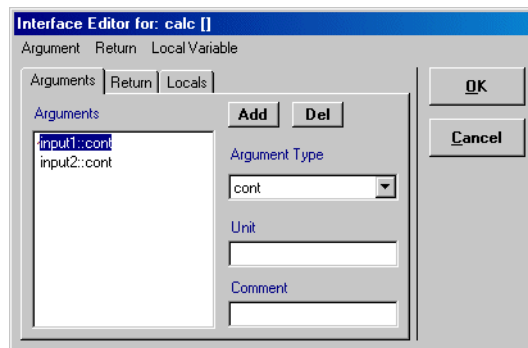 Interface Editor for: calc []
Argument Return Local Variable
Arguments Return Locals
OK
Arguments
Add Del
Cancel
input1::cont
input2::cont
Argument Type
cont
Unit
Comment